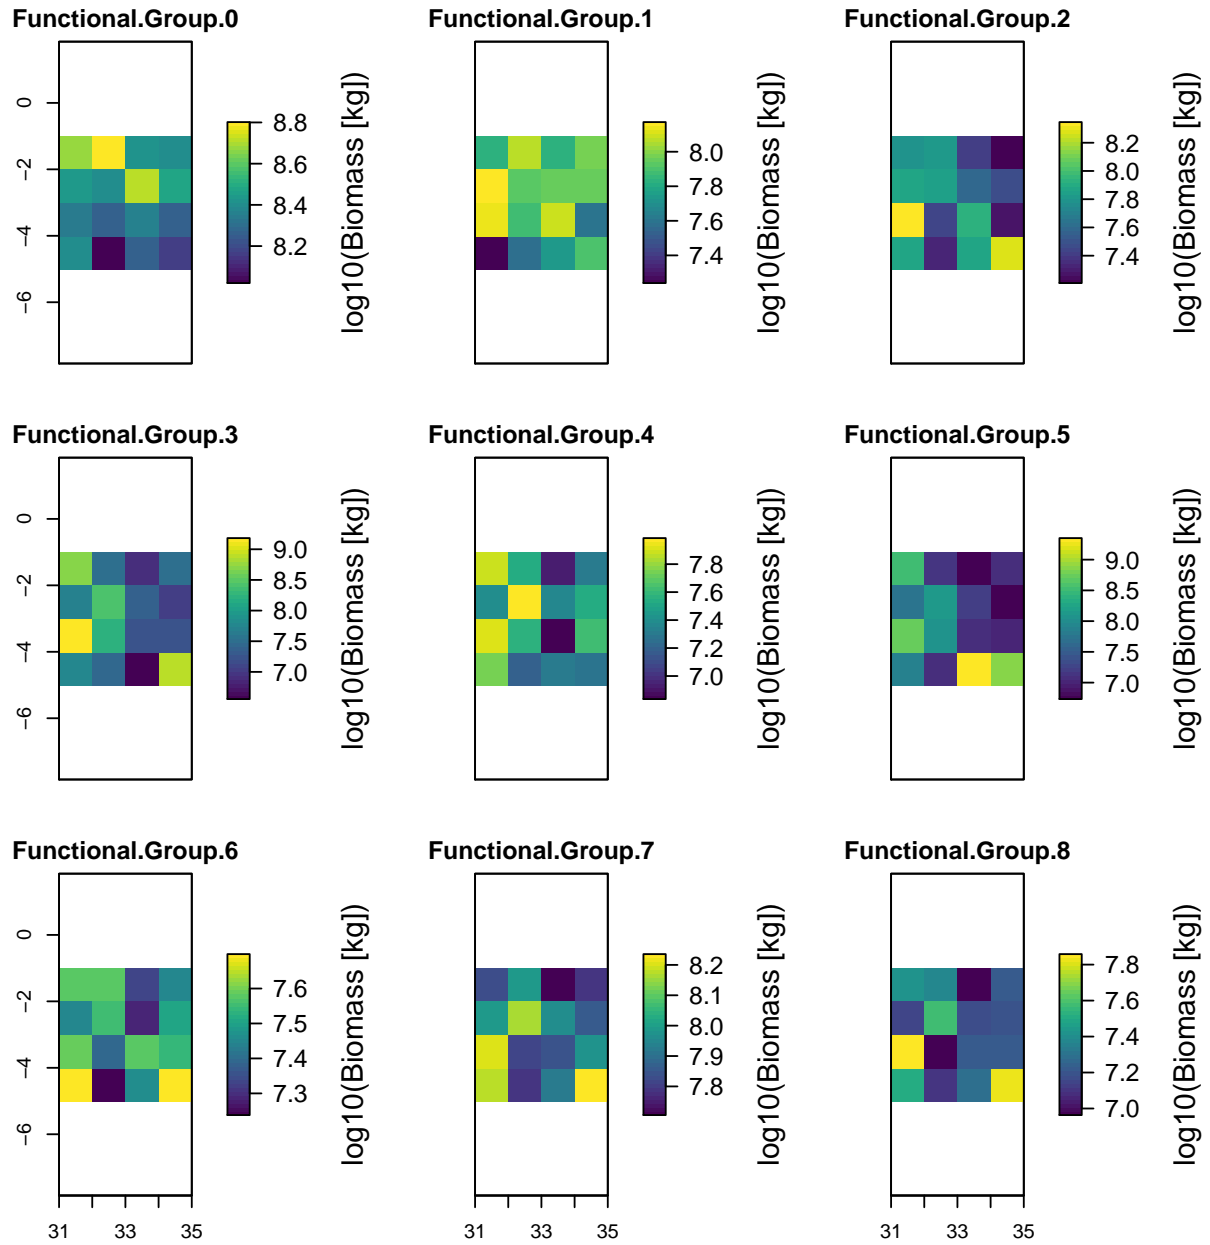 Functional.Group.0
Functional.Group.1
Functional.Group.2
0
−2
−4
−6
8.8
8.6
8.4
8.2
log10(Biomass [kg])
8.0
7.8
7.6
7.4
log10(Biomass [kg])
8.2
8.0
7.8
7.6
7.4
log10(Biomass [kg])
Functional.Group.3
Functional.Group.4
Functional.Group.5
0
−2
−4
−6
9.0
8.5
8.0
7.5
7.0
log10(Biomass [kg])
7.8
7.6
7.4
7.2
7.0
log10(Biomass [kg])
9.0
8.5
8.0
7.5
7.0
log10(Biomass [kg])
Functional.Group.6
Functional.Group.7
Functional.Group.8
0
−2
−4
−6
7.6
7.5
7.4
7.3
log10(Biomass [kg])
8.2
8.1
8.0
7.9
7.8
log10(Biomass [kg])
7.8
7.6
7.4
7.2
7.0
log10(Biomass [kg])
31 33 35
31 33 35
31 33 35